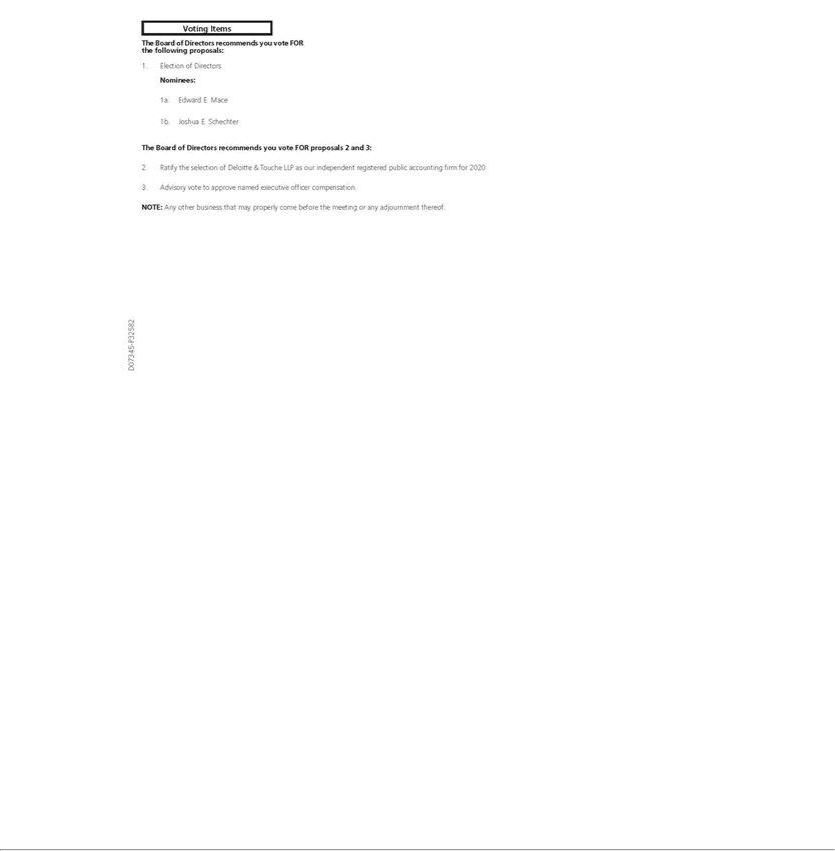 Voting Items
The Board of Directors recommends you vote FOR
the following proposals:
1. Election of Directors
Nominees:
1a. Edward E. Mace
1b. Joshua E. Schechter
The Board of Directors recommends you vote FOR proposals 2 and 3:
2. Ratify the selection of Deloitte & Touche LLP as our independent registered public accounting firm for 2020.
3. Advisory vote to approve named executive officer compensation.
NOTE: Any other business that may properly come before the meeting or any adjournment thereof.
D07345-P32582